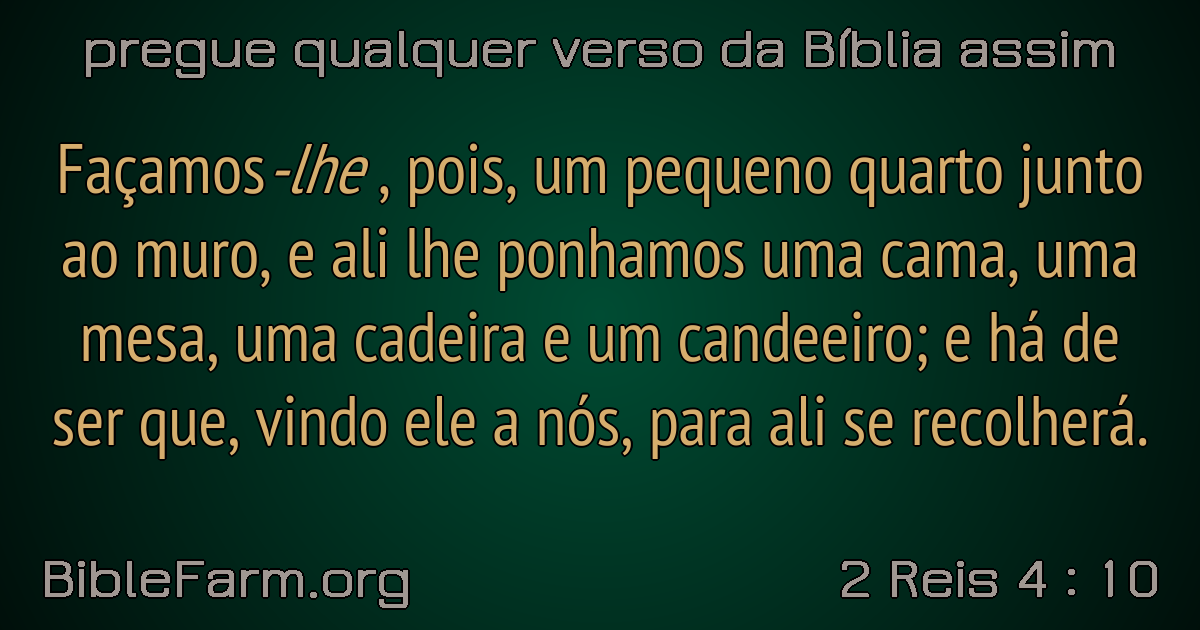 pregue qualquer verso da Bíblia assim
Façamos -lhe , pois, um pequeno quarto junto
ao muro, e ali lhe ponhamos uma cama, uma
mesa, uma cadeira e um candeeiro; e há de
ser que, vindo ele a nós, para ali se recolherá.
BibleFarm.org
2 Reis 4 : 10